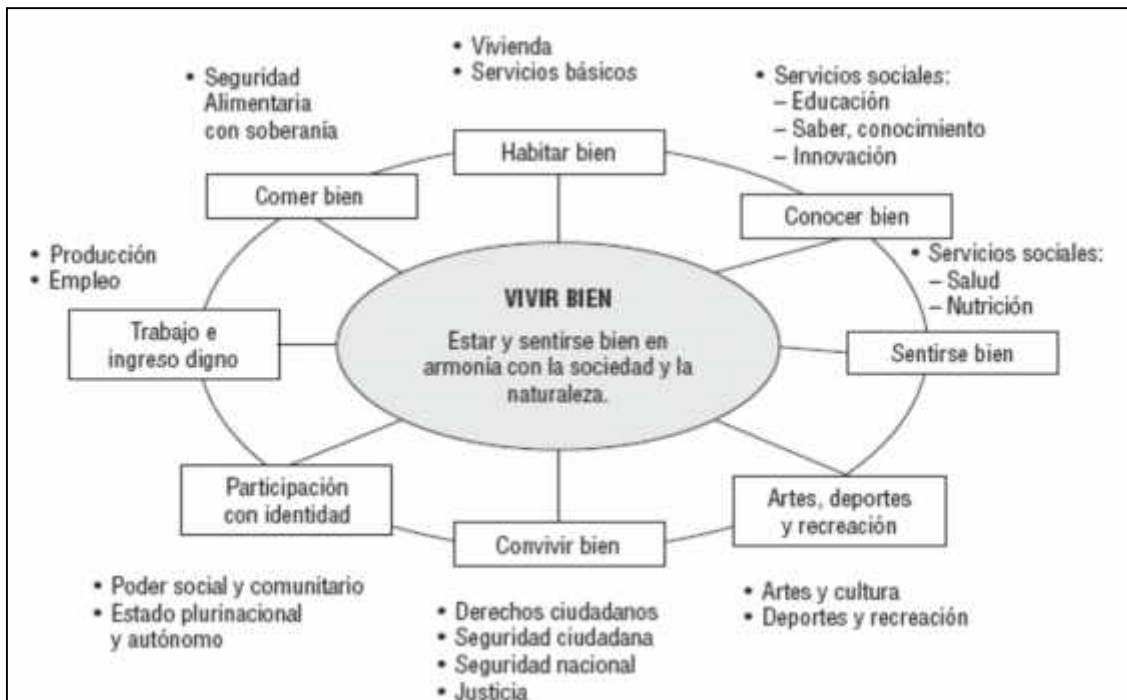 • Vivienda
• Servicios básicos
• Seguridad
Alimentaria
con soberanía
• Servicios sociales:
– Educación
– Saber, conocimiento
– Innovación
Habitar bien
Comer bien
Conocer bien
• Producción
• Empleo
• Servicios sociales:
– Salud
– Nutrición
VIVIR BIEN
Estar y sentirse bien en
armonía con la sociedad y la
naturaleza.
Trabajo e
ingreso digno
Sentirse bien
Participación
con identidad
Convivir bien
Artes, deportes
y recreación
• Poder social y comunitario
• Estado plurinacional
y autónomo
• Derechos ciudadanos
• Seguridad ciudadana
• Seguridad nacional
• Justicia
• Artes y cultura
• Deportes y recreación